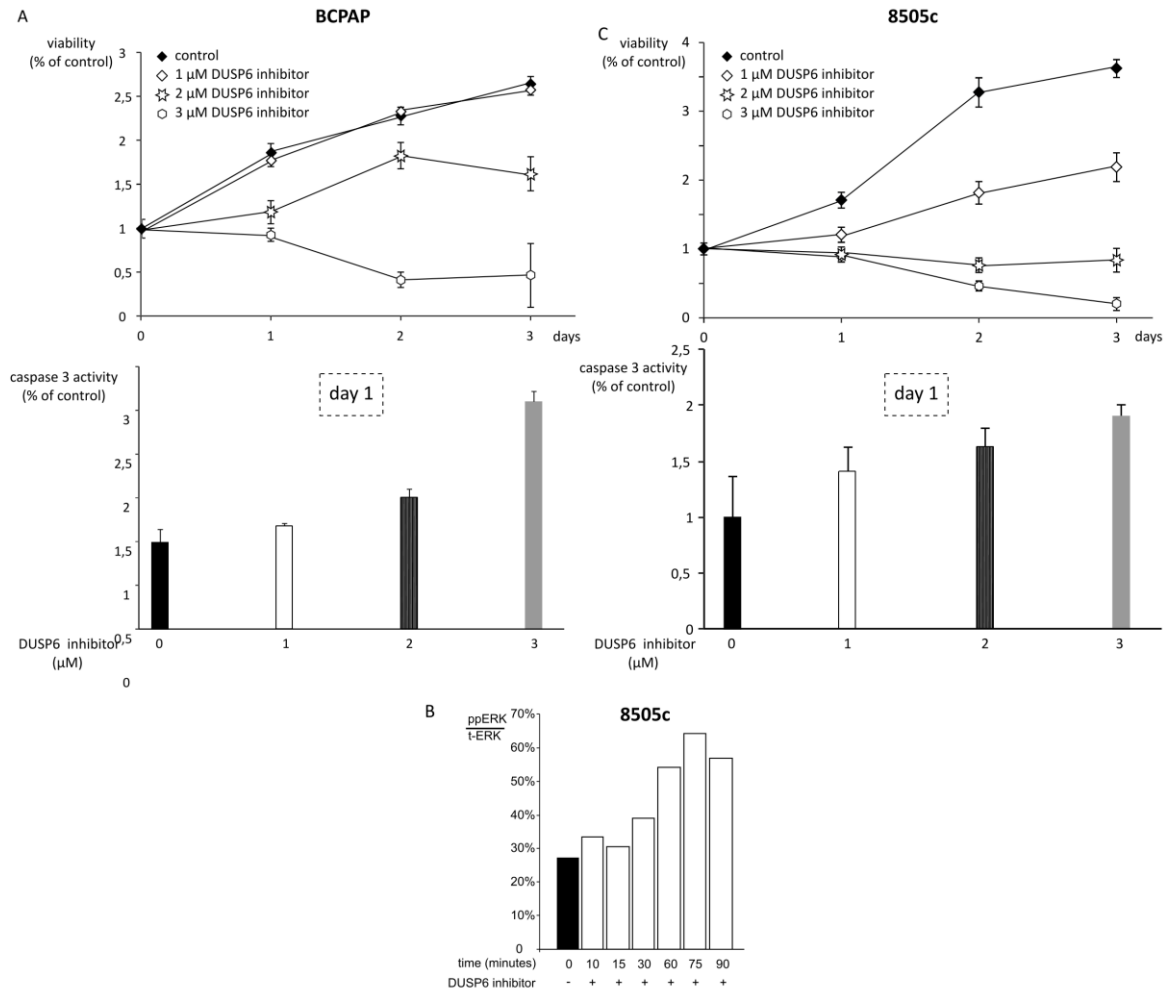 A
BCPAP
viability
(% of control)
control
1 µM DUSP6 inhibitor
2 µM DUSP6 inhibitor
3 µM DUSP6 inhibitor
3
2,5
2
1,5
1
0,5
0
0 1 2 3 days
caspase 3 activity
(% of control)
day 1
3
2,5
2
1,5
1
0,5
0
DUSP6 inhibitor
(µM)
0 1 2 3
C
8505c
viability
(% of control)
control
1 µM DUSP6 inhibitor
2 µM DUSP6 inhibitor
3 µM DUSP6 inhibitor
4
3
2
1
0
0 1 2 3 days
caspase 3 activity
(% of control)
day 1
2,5
2
1,5
1
0,5
0
DUSP6 inhibitor
(µM)
0 1 2 3
B
8505c
ppERK
t-ERK
70%
60%
50%
40%
30%
20%
10%
0
time (minutes) 0 10 15 30 60 75 90
DUSP6 inhibitor - + + + + + +